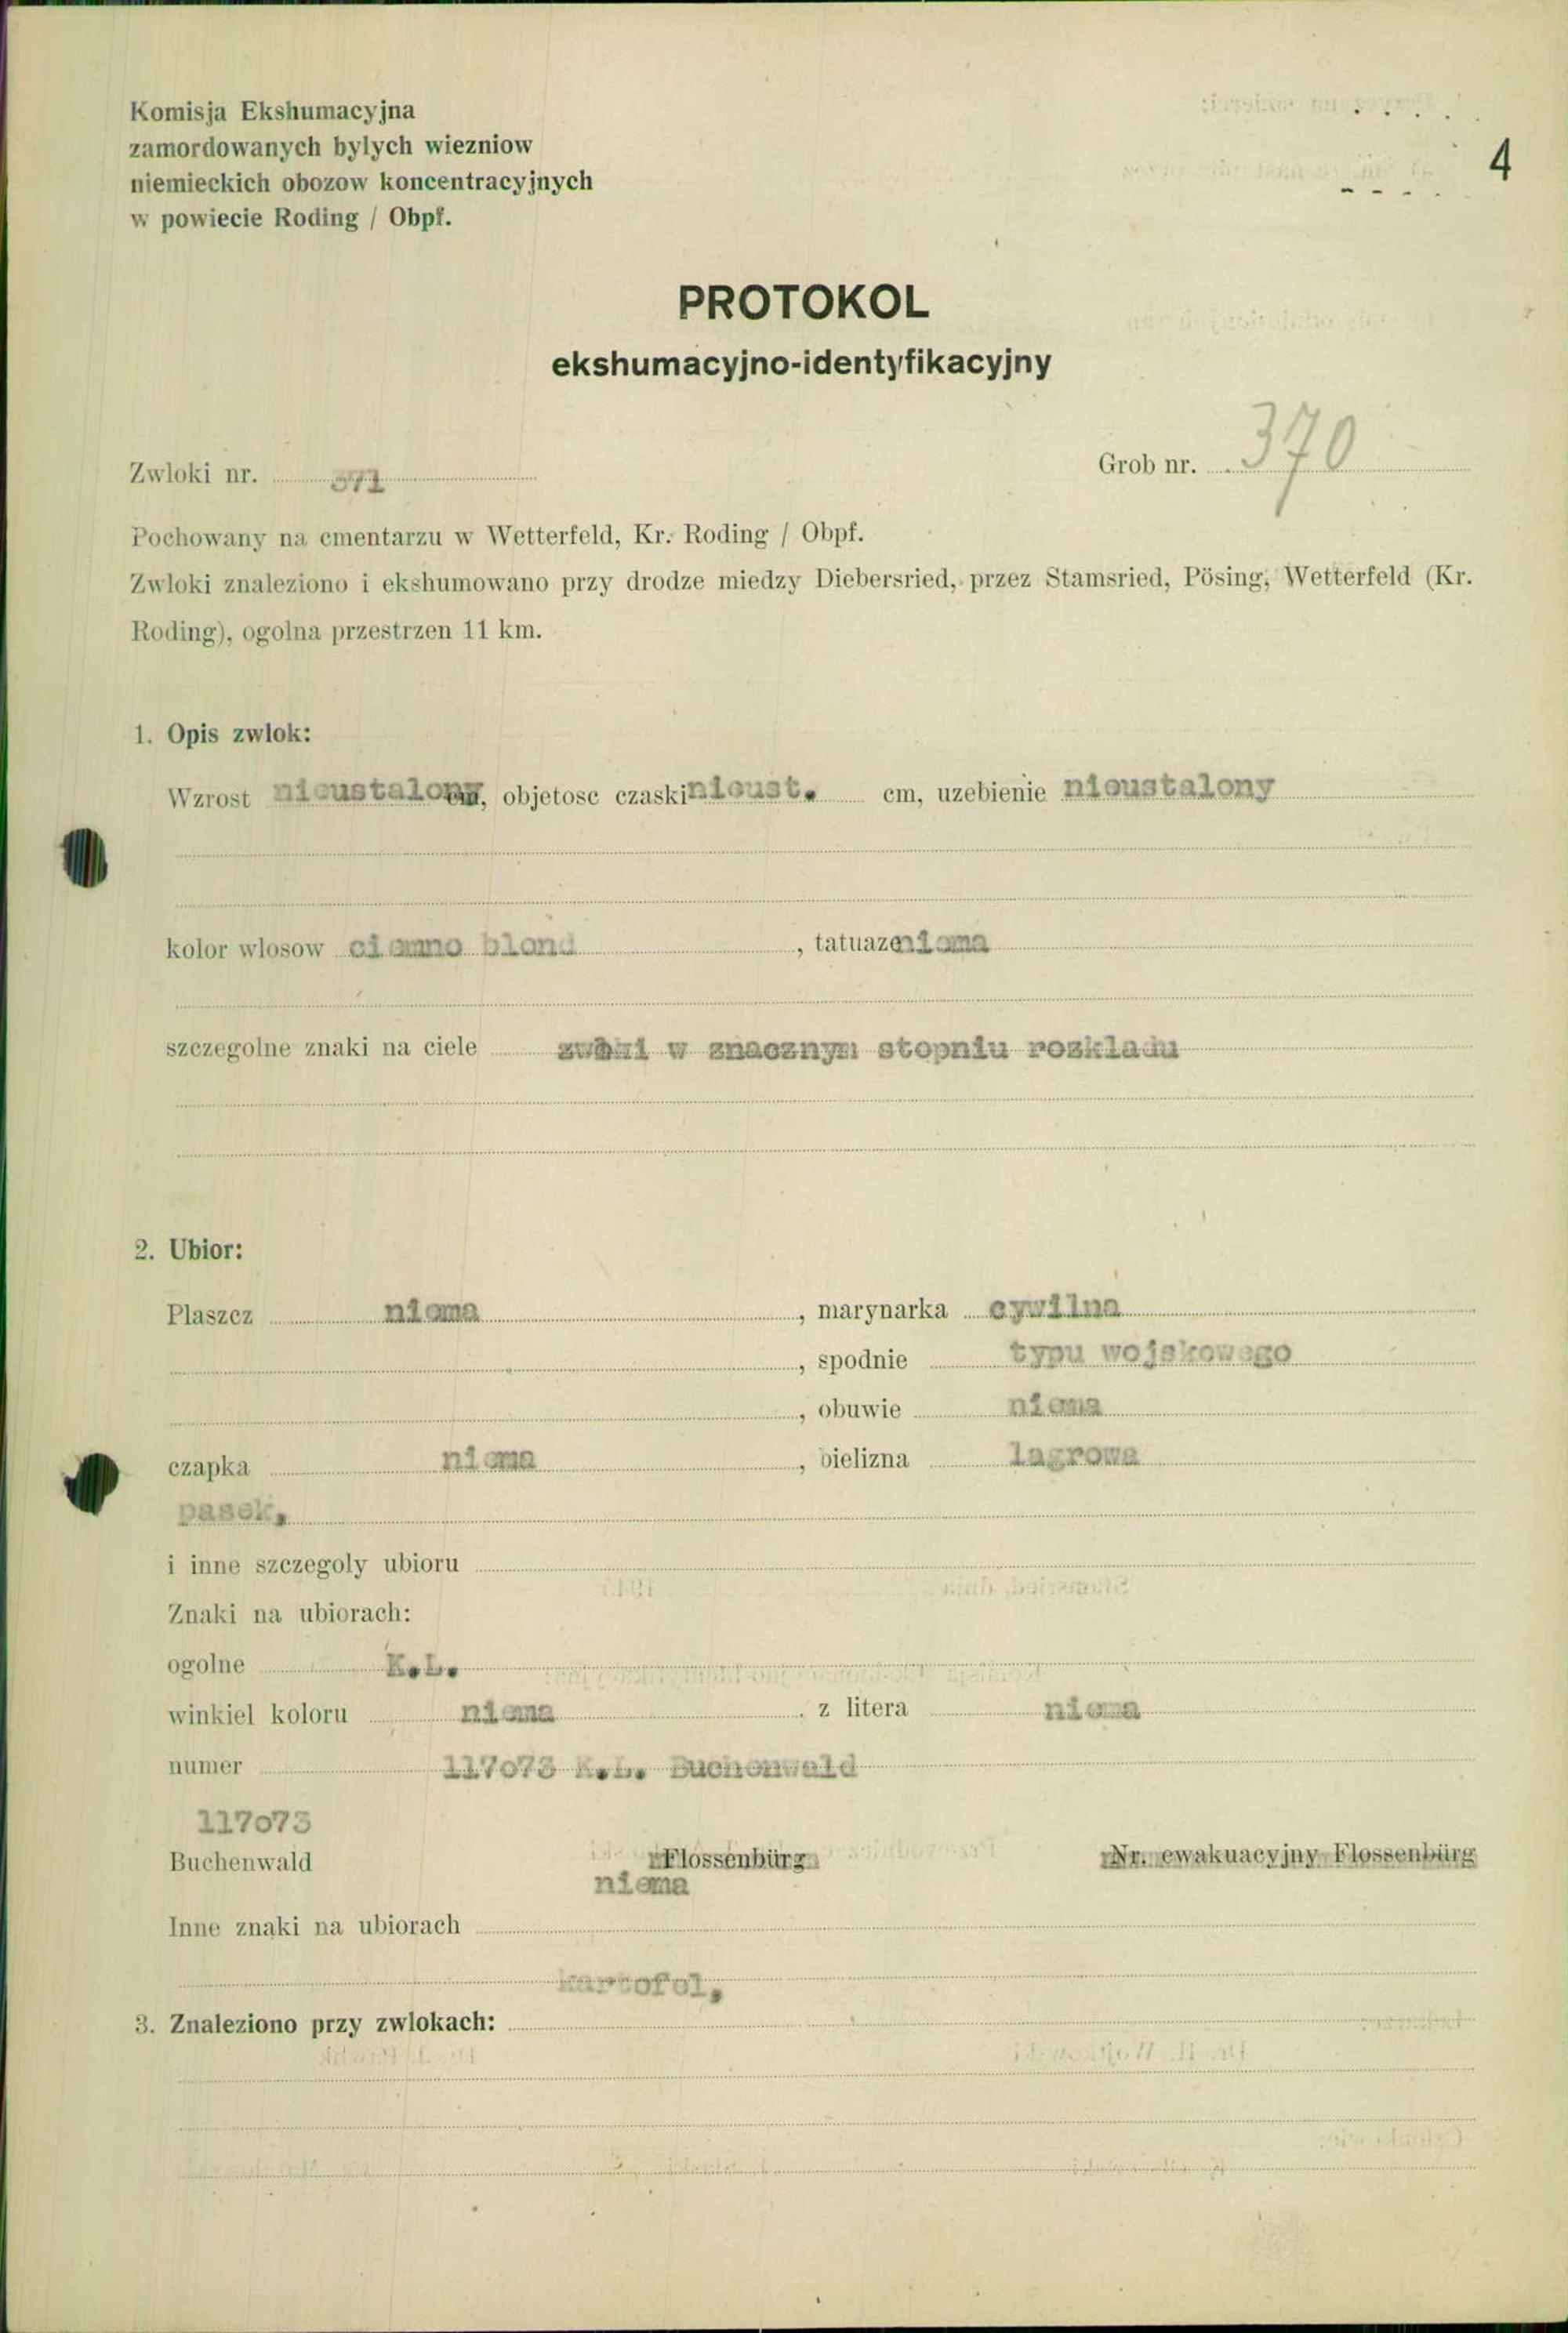 Komisja Ekshumacyjna
zamordowanych bylych wiezniow
niemieckich obozow koncentracyjnych
w powiecie Roding / Obpf.
4
PROTOKOL
ekshumacyjno-identyfikacyjny
Zwloki nr. 371
Grob nr. 370
Pochowany na cmentarzu w Wetterfeld, Kr. Roding / Obpf.
Zwloki znaleziono i ekshumowano przy drodze miedzy Diebersried, przez Stamsried, Pösing, Wetterfeld (Kr.
Roding), ogolna przestrzen 11 km.
1. Opis zwlok:
Wzrost nieustalony cm, objetosc czaski nieust. cm, uzebienie nieustalony
kolor wlosow ciemno blond, tatuaze niema
szczegolne znaki na ciele w znacznym stopniu rozkladu
2. Ubior:
Plaszcz niema, marynarka cywilna
, spodnie typu wojskowego
, obuwie niema
czapka niema, bielizna lagrowa
pasek,
i inne szczegoly ubioru
Znaki na ubiorach:
ogolne K.L.
winkiel koloru niema z litera niema
numer 117073 K.L. Buchenwald
117073
Buchenwald Flossenbürg Nr. ewakuacyjny Flossenbürg
niema
Inne znaki na ubiorach
kartofel,
3. Znaleziono przy zwlokach: